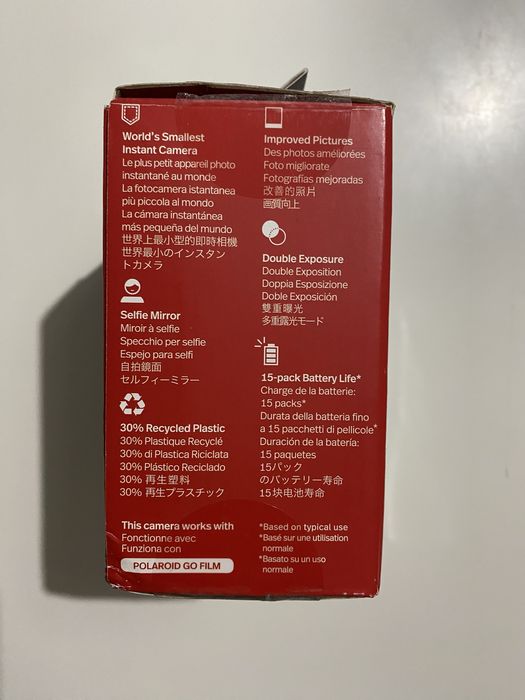 World's Smallest
Instant Camera
Le plus petit appareil photo
instantané au monde
La fotocamera istantanea
più piccola al mondo
La cámara instantánea
más pequeña del mundo
世界上最小型的即時相機
世界最小のインスタン
トカメラ
Selfie Mirror
Miroir à selfie
Specchio per selfie
Espejo para selfi
自拍鏡面
セルフィーミラー
30% Recycled Plastic
30% Plastique Recyclé
30% di Plastica Riciclata
30% Plástico Reciclado
30% 再生塑料
30% 再生プラスチック
This camera works with
Fonctionne avec
Funziona con
POLAROID GO FILM
Improved Pictures
Des photos améliorées
Foto migliorate
Fotografías mejoradas
改善的照片
画質向上
Double Exposure
Double Exposition
Doppia Esposizione
Doble Exposición
雙重曝光
多重露光モード
15-pack Battery Life*
Charge de la batterie:
15 packs*
Durata della batteria fino
a 15 pacchetti di pellicole*
Duración de la batería:
15 paquetes
15パック
のバッテリー寿命
15块电池寿命
*Based on typical use
*Basé sur une utilisation
normale
*Basato su un uso
normale